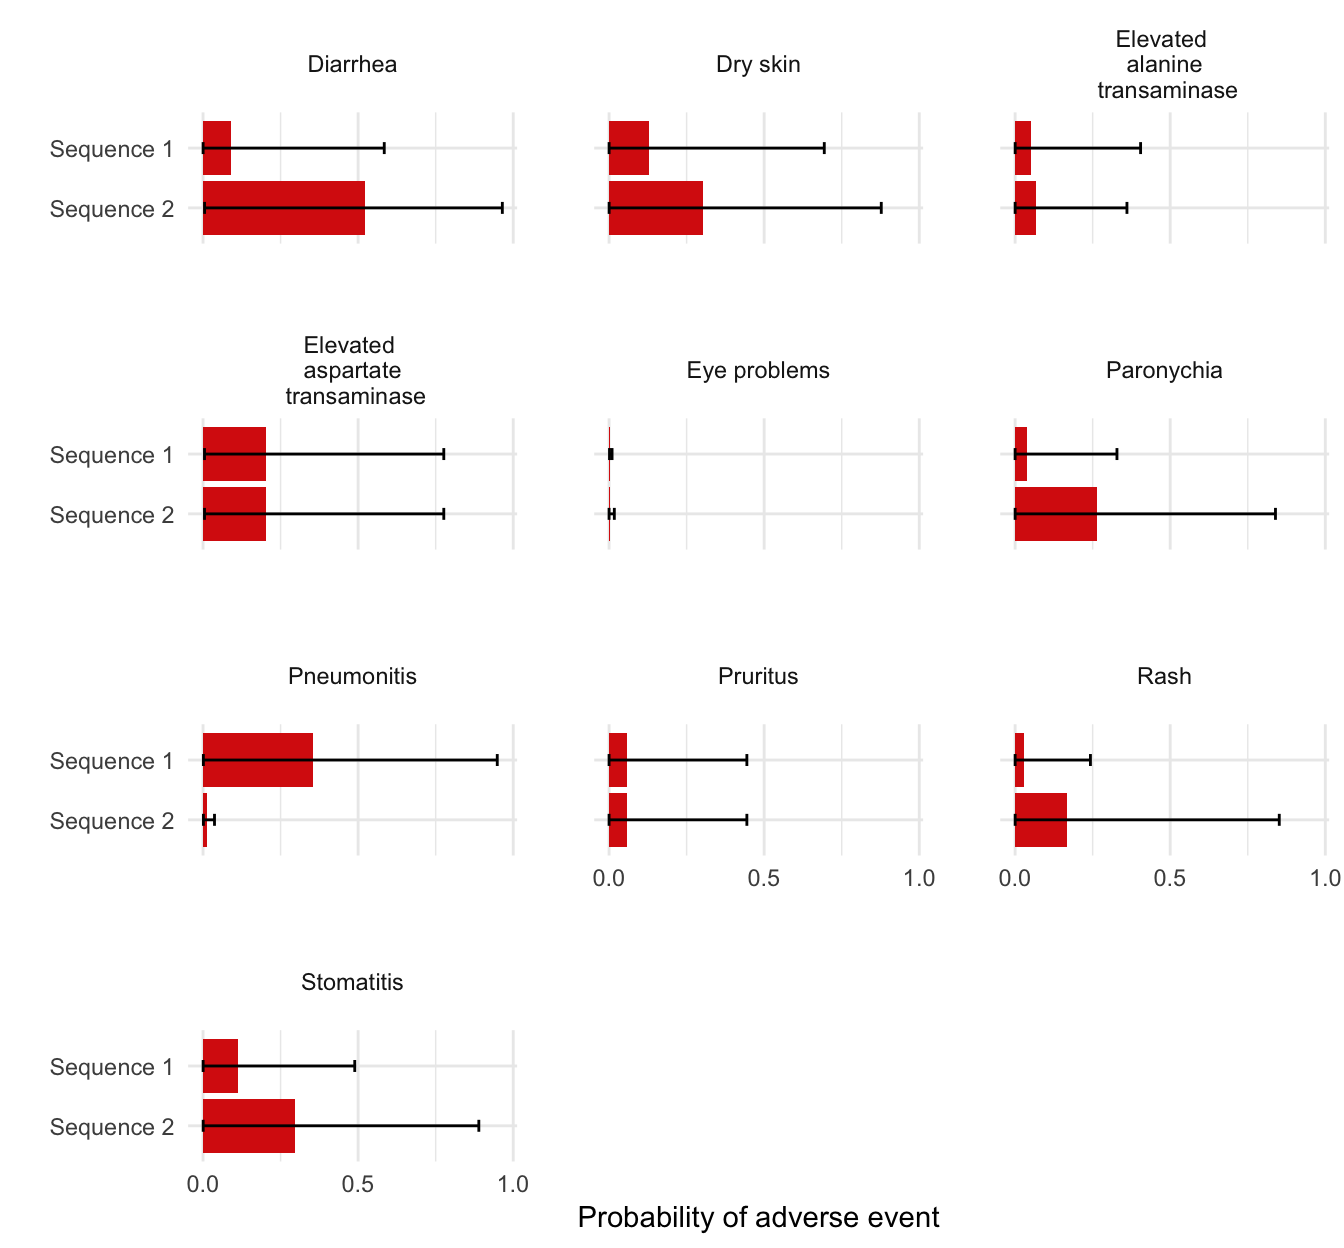 Diarrhea
Dry skin
Elevated
alanine
transaminase
Sequence 1
Sequence 2
Elevated
aspartate
transaminase
Eye problems
Paronychia
Sequence 1
Sequence 2
Pneumonitis
Pruritus
Rash
Sequence 1
Sequence 2
0.0 0.5 1.0 0.0 0.5 1.0
Stomatitis
Sequence 1
Sequence 2
0.0 0.5 1.0
Probability of adverse event